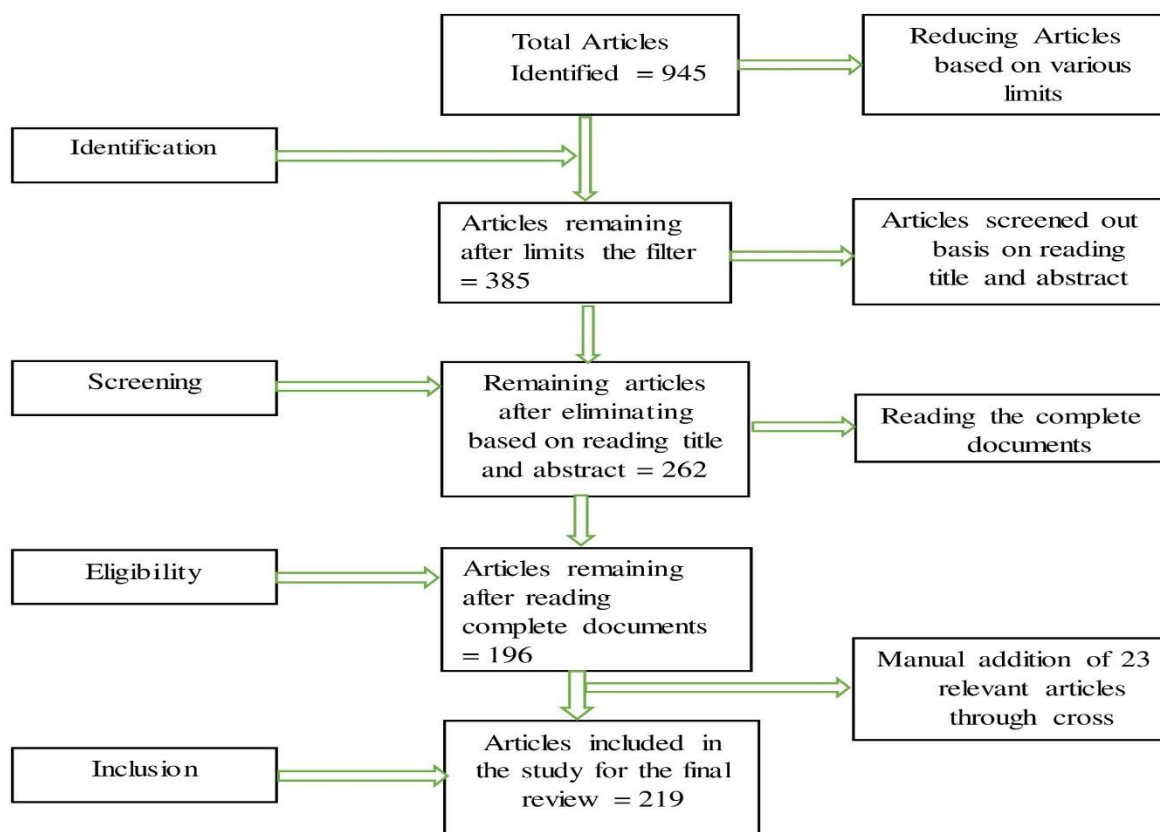 Total Articles
Identified = 945
Reducing Articles
based on various
limits
Identification
Articles remaining
after limits the filter
= 385
Articles screened out
basis on reading
title and abstract
Screening
Remaining articles
after eliminating
based on reading title
and abstract = 262
Reading the complete
documents
Eligibility
Articles remaining
after reading
complete documents
= 196
Manual addition of 23
relevant articles
through cross
Inclusion
Articles included in
the study for the final
review = 219